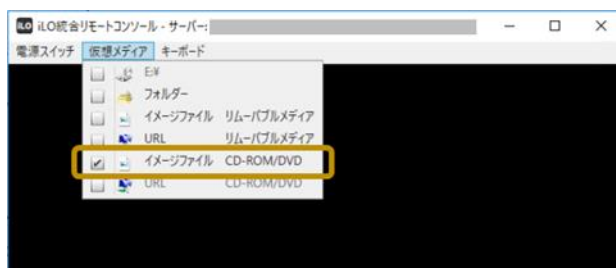 iLO iLO統合リモートコンソール - サーバー:
電源スイッチ 仮想メディア キーボード
E:¥
フォルダー
イメージファイル リムーバブルメディア
URL リムーバブルメディア
イメージファイル CD-ROM/DVD
URL CD-ROM/DVD